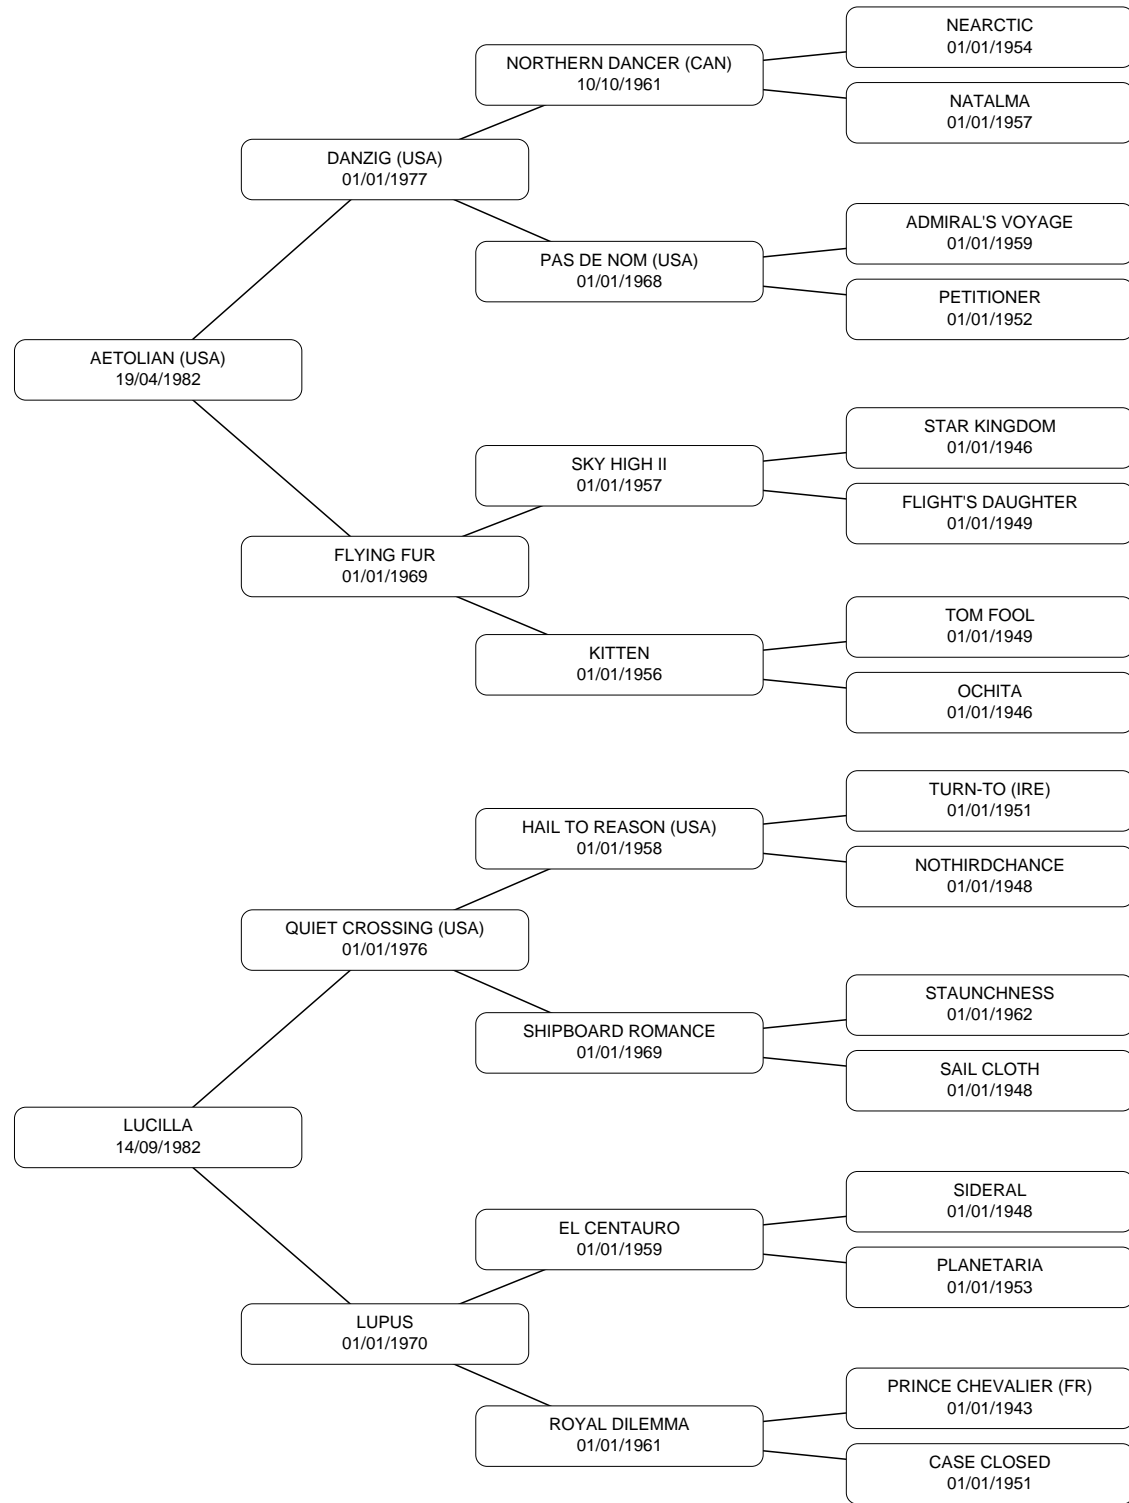 NEARCTIC
01/01/1954
NORTHERN DANCER (CAN)
10/10/1961
NATALMA
01/01/1957
DANZIG (USA)
01/01/1977
ADMIRAL'S VOYAGE
01/01/1959
PAS DE NOM (USA)
01/01/1968
PETITIONER
01/01/1952
AETOLIAN (USA)
19/04/1982
STAR KINGDOM
01/01/1946
SKY HIGH II
01/01/1957
FLIGHT'S DAUGHTER
01/01/1949
FLYING FUR
01/01/1969
TOM FOOL
01/01/1949
KITTEN
01/01/1956
OCHITA
01/01/1946
TURN-TO (IRE)
01/01/1951
HAIL TO REASON (USA)
01/01/1958
NOTHIRDCHANCE
01/01/1948
QUIET CROSSING (USA)
01/01/1976
STAUNCHNESS
01/01/1962
SHIPBOARD ROMANCE
01/01/1969
SAIL CLOTH
01/01/1948
LUCILLA
14/09/1982
SIDERAL
01/01/1948
EL CENTAURO
01/01/1959
PLANETARIA
01/01/1953
LUPUS
01/01/1970
PRINCE CHEVALIER (FR)
01/01/1943
ROYAL DILEMMA
01/01/1961
CASE CLOSED
01/01/1951